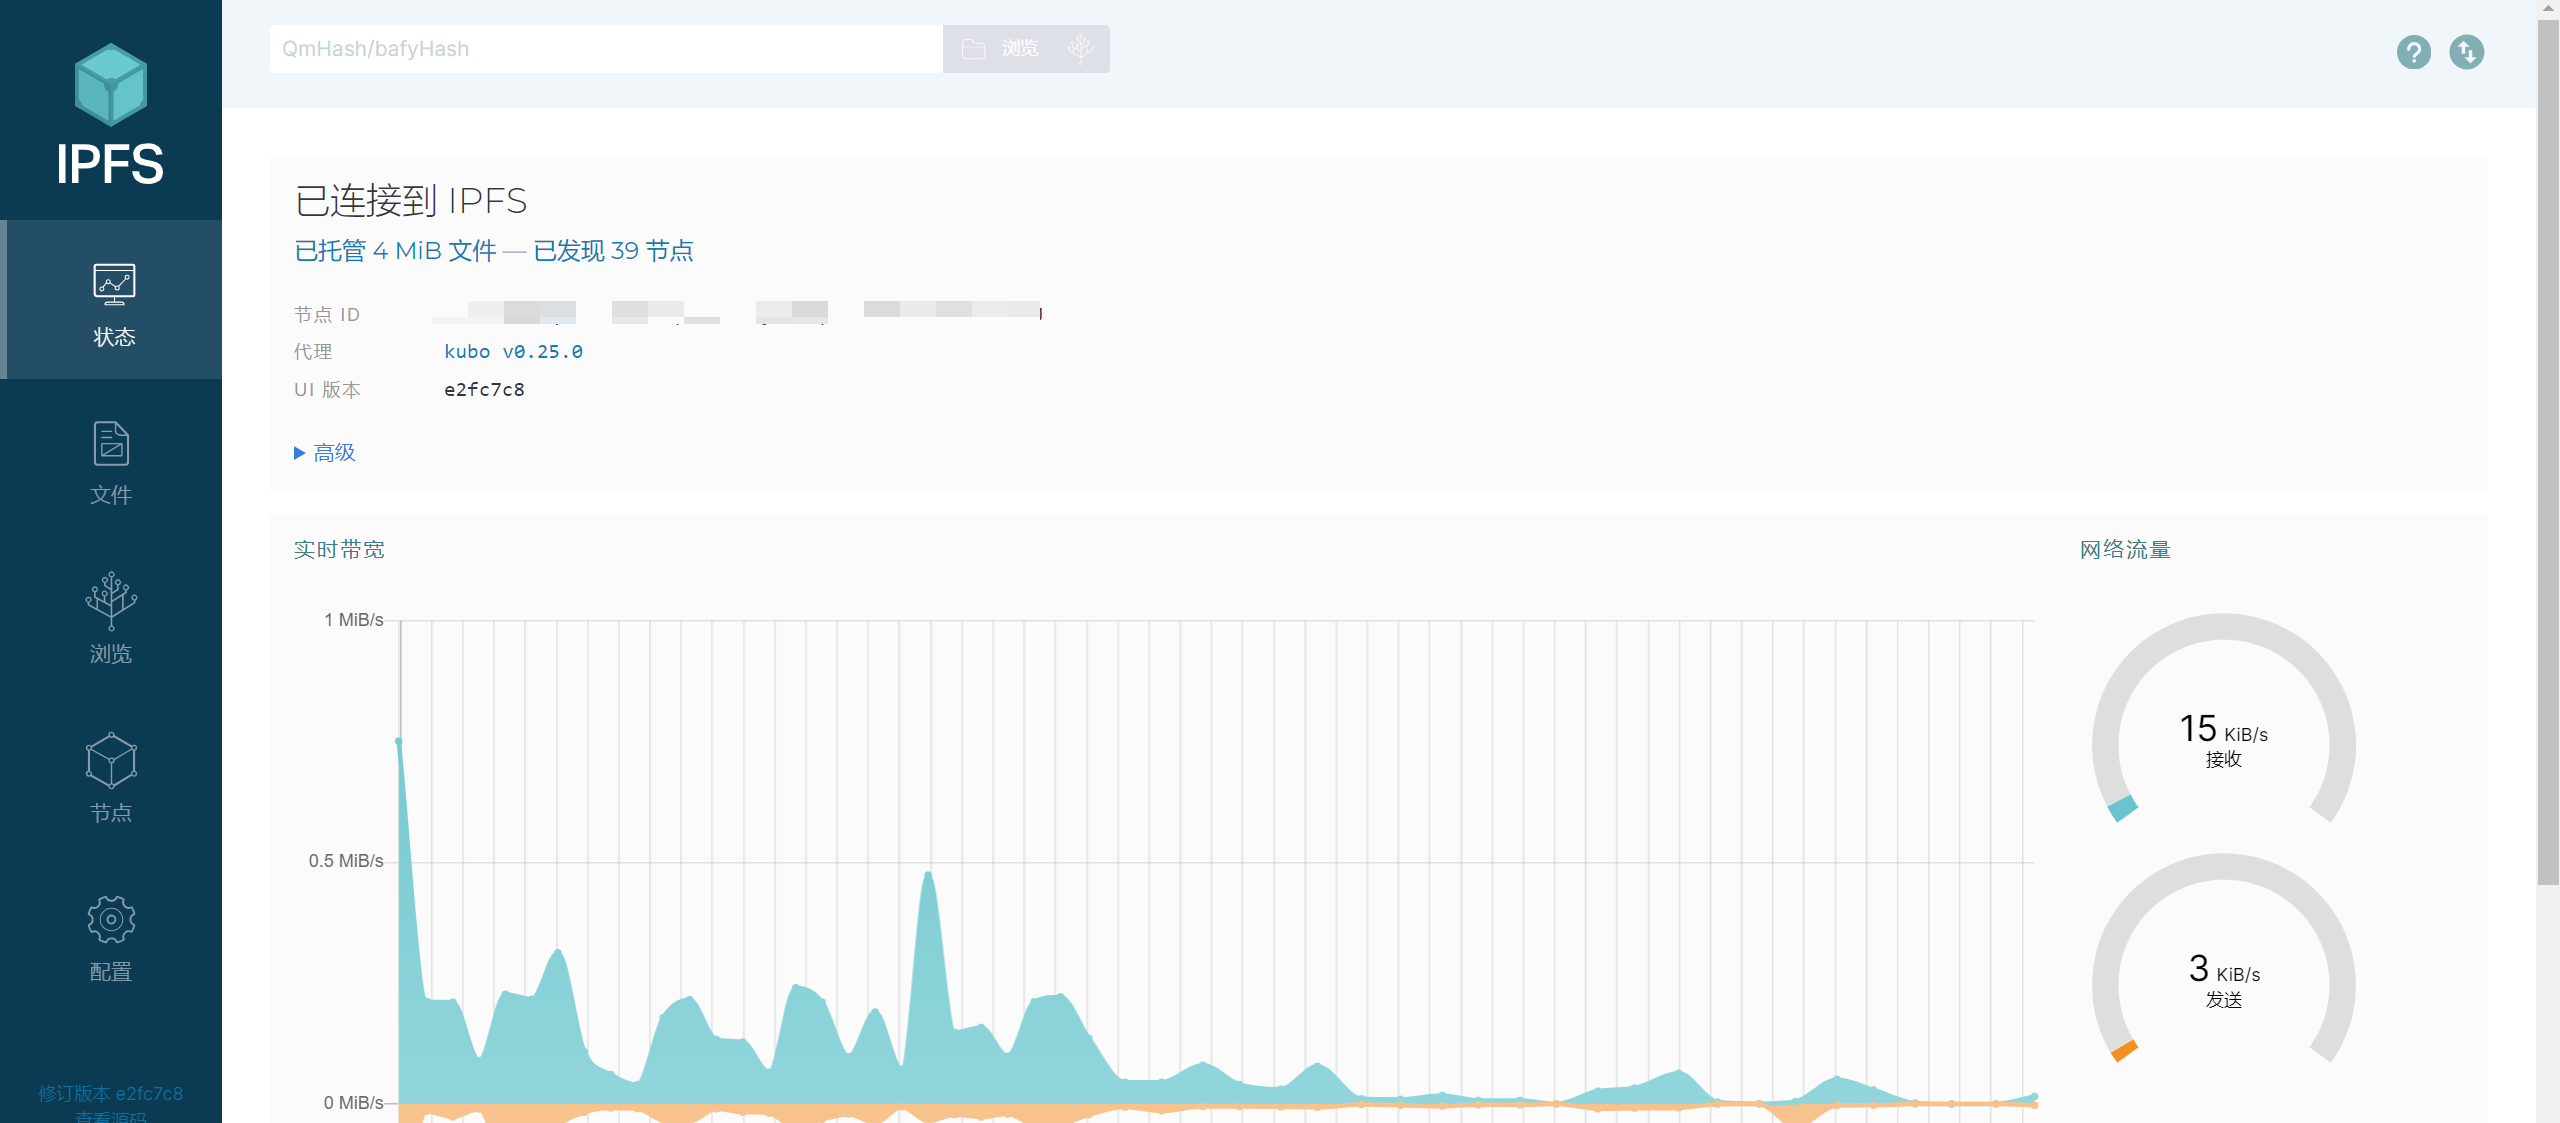 IPFS
状态
文件
浏览
节点
配置
修订版本 e2fc7c8
查看源码
QmHash/bafyHash
浏览
已连接到 IPFS
已托管 4 MiB 文件 — 已发现 39 节点
节点 ID
代理 kubo v0.25.0
UI 版本 e2fc7c8
高级
实时带宽
1 MiB/s
0.5 MiB/s
0 MiB/s
网络流量
15 KiB/s
接收
3 KiB/s
发送